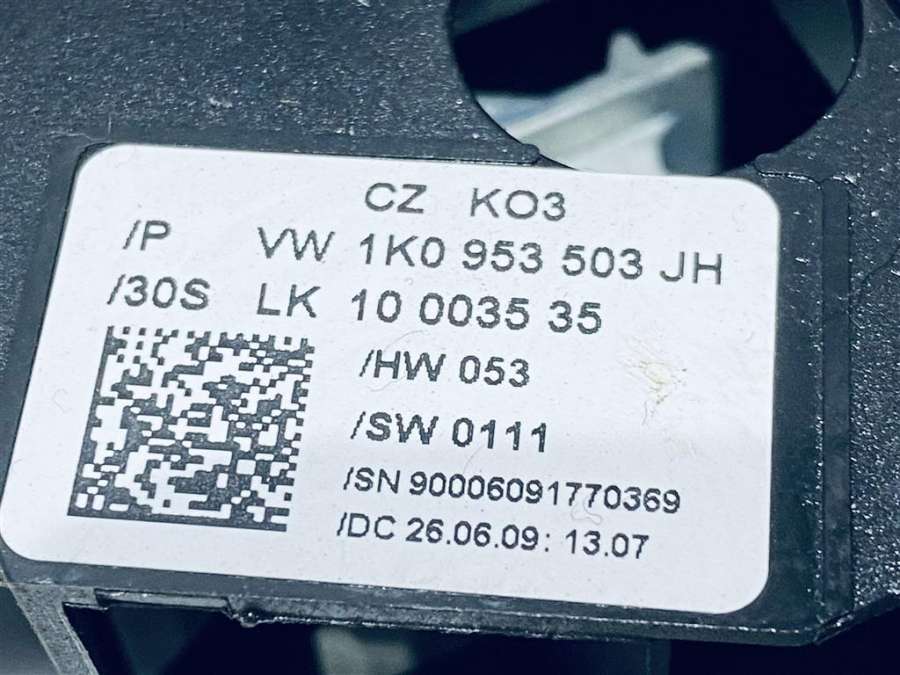 CZ KO3
/P VW 1K0 953 503 JH
/30S LK 10 0035 35
/HW 053
/SW 0111
/SN 90006091770369
/DC 26.06.09: 13.07